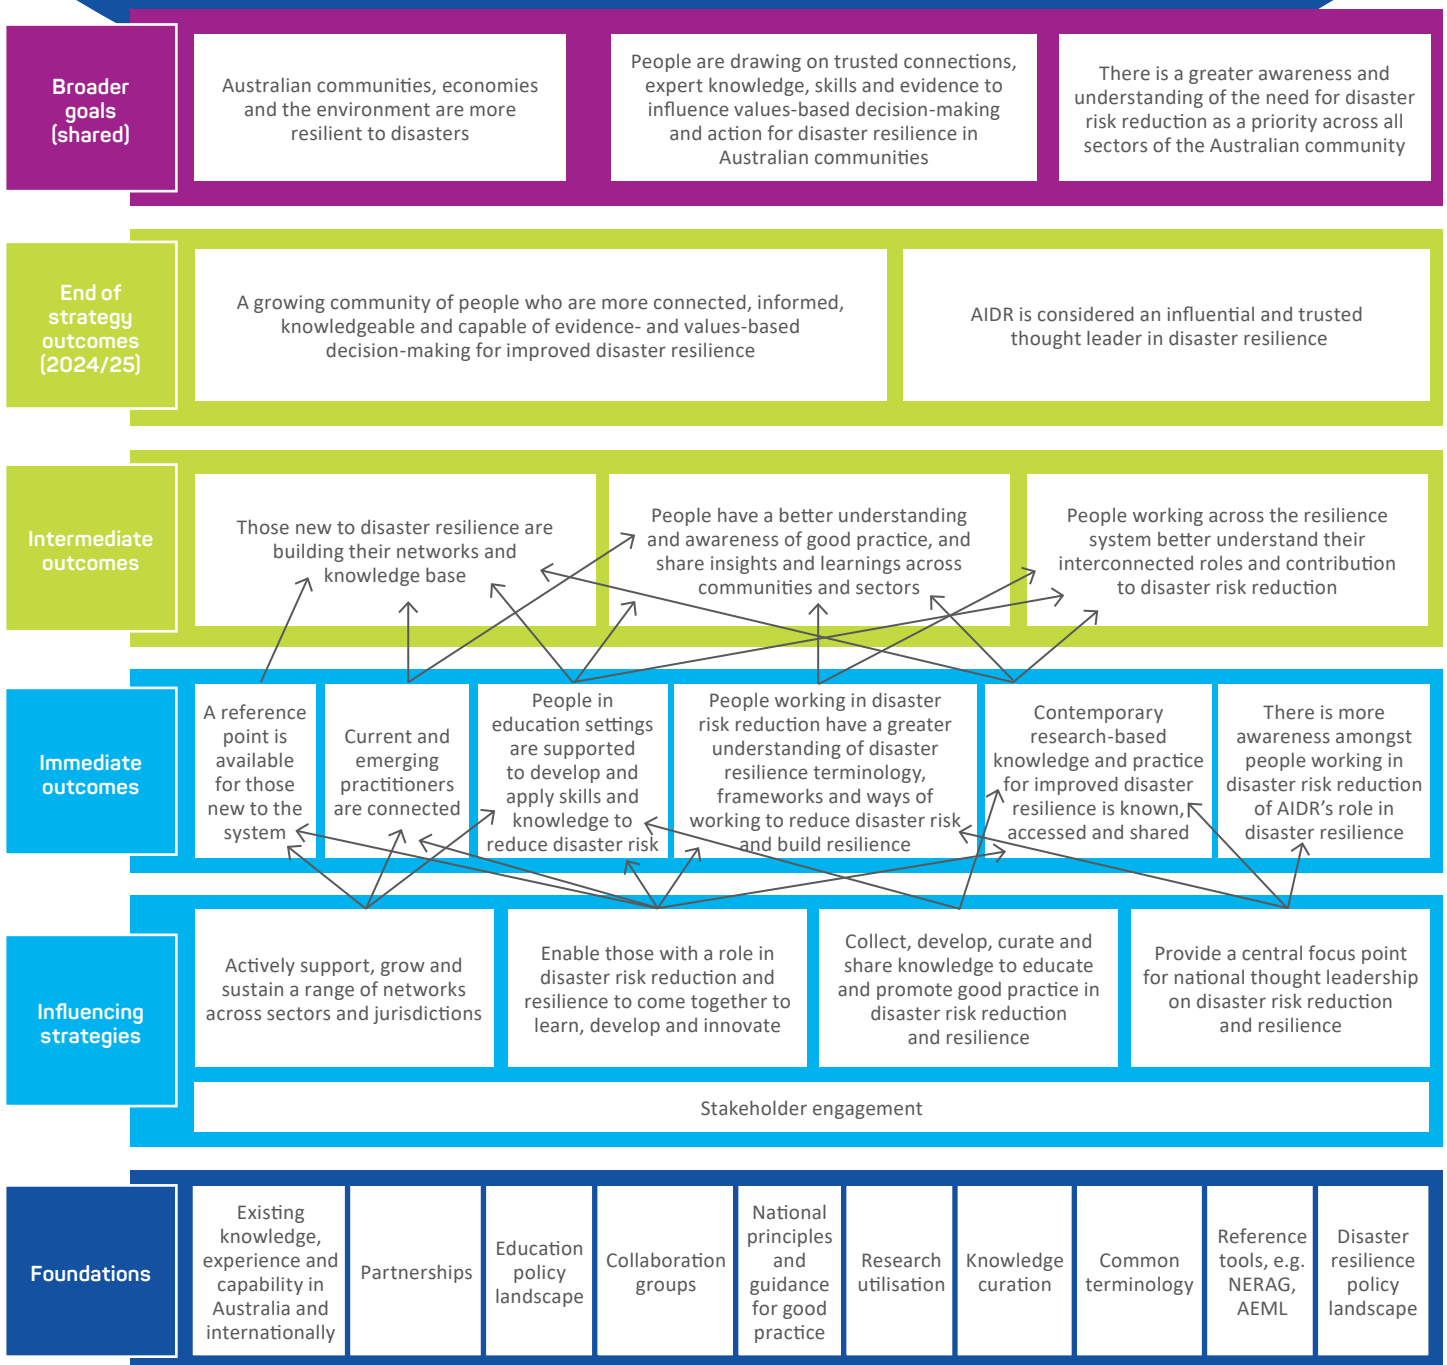 Broader
goals
(shared)
Australian communities, economies
and the environment are more
resilient to disasters
People are drawing on trusted connections,
expert knowledge, skills and evidence to
influence values-based decision-making
and action for disaster resilience in
Australian communities
There is a greater awareness and
understanding of the need for disaster
risk reduction as a priority across all
sectors of the Australian community
End of
strategy
outcomes
(2024/25)
A growing community of people who are more connected, informed,
knowledgeable and capable of evidence- and values-based
decision-making for improved disaster resilience
AIDR is considered an influential and trusted
thought leader in disaster resilience
Intermediate
outcomes
Those new to disaster resilience are
building their networks and
knowledge base
People have a better understanding
and awareness of good practice, and
share insights and learnings across
communities and sectors
People working across the resilience
system better understand their
interconnected roles and contribution
to disaster risk reduction
Immediate
outcomes
A reference
point is
available
for those
new to the
system
Current and
emerging
practitioners
are connected
People in
education settings
are supported
to develop and
apply skills and
knowledge to
reduce disaster risk
People working in disaster
risk reduction have a greater
understanding of disaster
resilience terminology,
frameworks and ways of
working to reduce disaster risk
and build resilience
Contemporary
research-based
knowledge and practice
for improved disaster
resilience is known,
accessed and shared
There is more
awareness amongst
people working in
disaster risk reduction
of AIDR's role in
disaster resilience
Influencing
strategies
Actively support, grow and
sustain a range of networks
across sectors and jurisdictions
Enable those with a role in
disaster risk reduction and
resilience to come together to
learn, develop and innovate
Collect, develop, curate and
share knowledge to educate
and promote good practice in
disaster risk reduction
and resilience
Provide a central focus point
for national thought leadership
on disaster risk reduction
and resilience
Stakeholder engagement
Foundations
Existing
knowledge,
experience and
capability in
Australia and
internationally
Partnerships
Education
policy
landscape
Collaboration
groups
National
principles
and
guidance
for good
practice
Research
utilisation
Knowledge
curation
Common
terminology
Reference
tools, e.g.
NERAG,
AEML
Disaster
resilience
policy
landscape